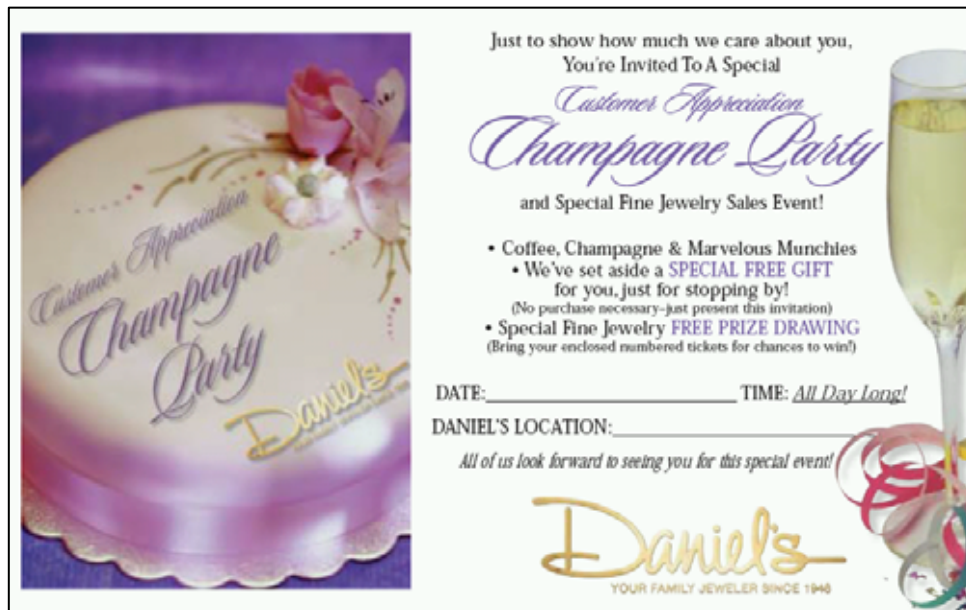 Customer Appreciation
Champagne
Party
Daniel's
Just to show how much we care about you,
You're Invited To A Special
Customer Appreciation
Champagne Party
and Special Fine Jewelry Sales Event!
• Coffee, Champagne & Marvelous Munchies
• We've set aside a SPECIAL FREE GIFT
for you, just for stopping by!
(No purchase necessary–just present this invitation)
• Special Fine Jewelry FREE PRIZE DRAWING
(Bring your enclosed numbered tickets for chances to win!)
DATE: TIME: All Day Long!
DANIEL'S LOCATION:
All of us look forward to seeing you for this special event!
Daniel's
YOUR FAMILY JEWELER SINCE 1948